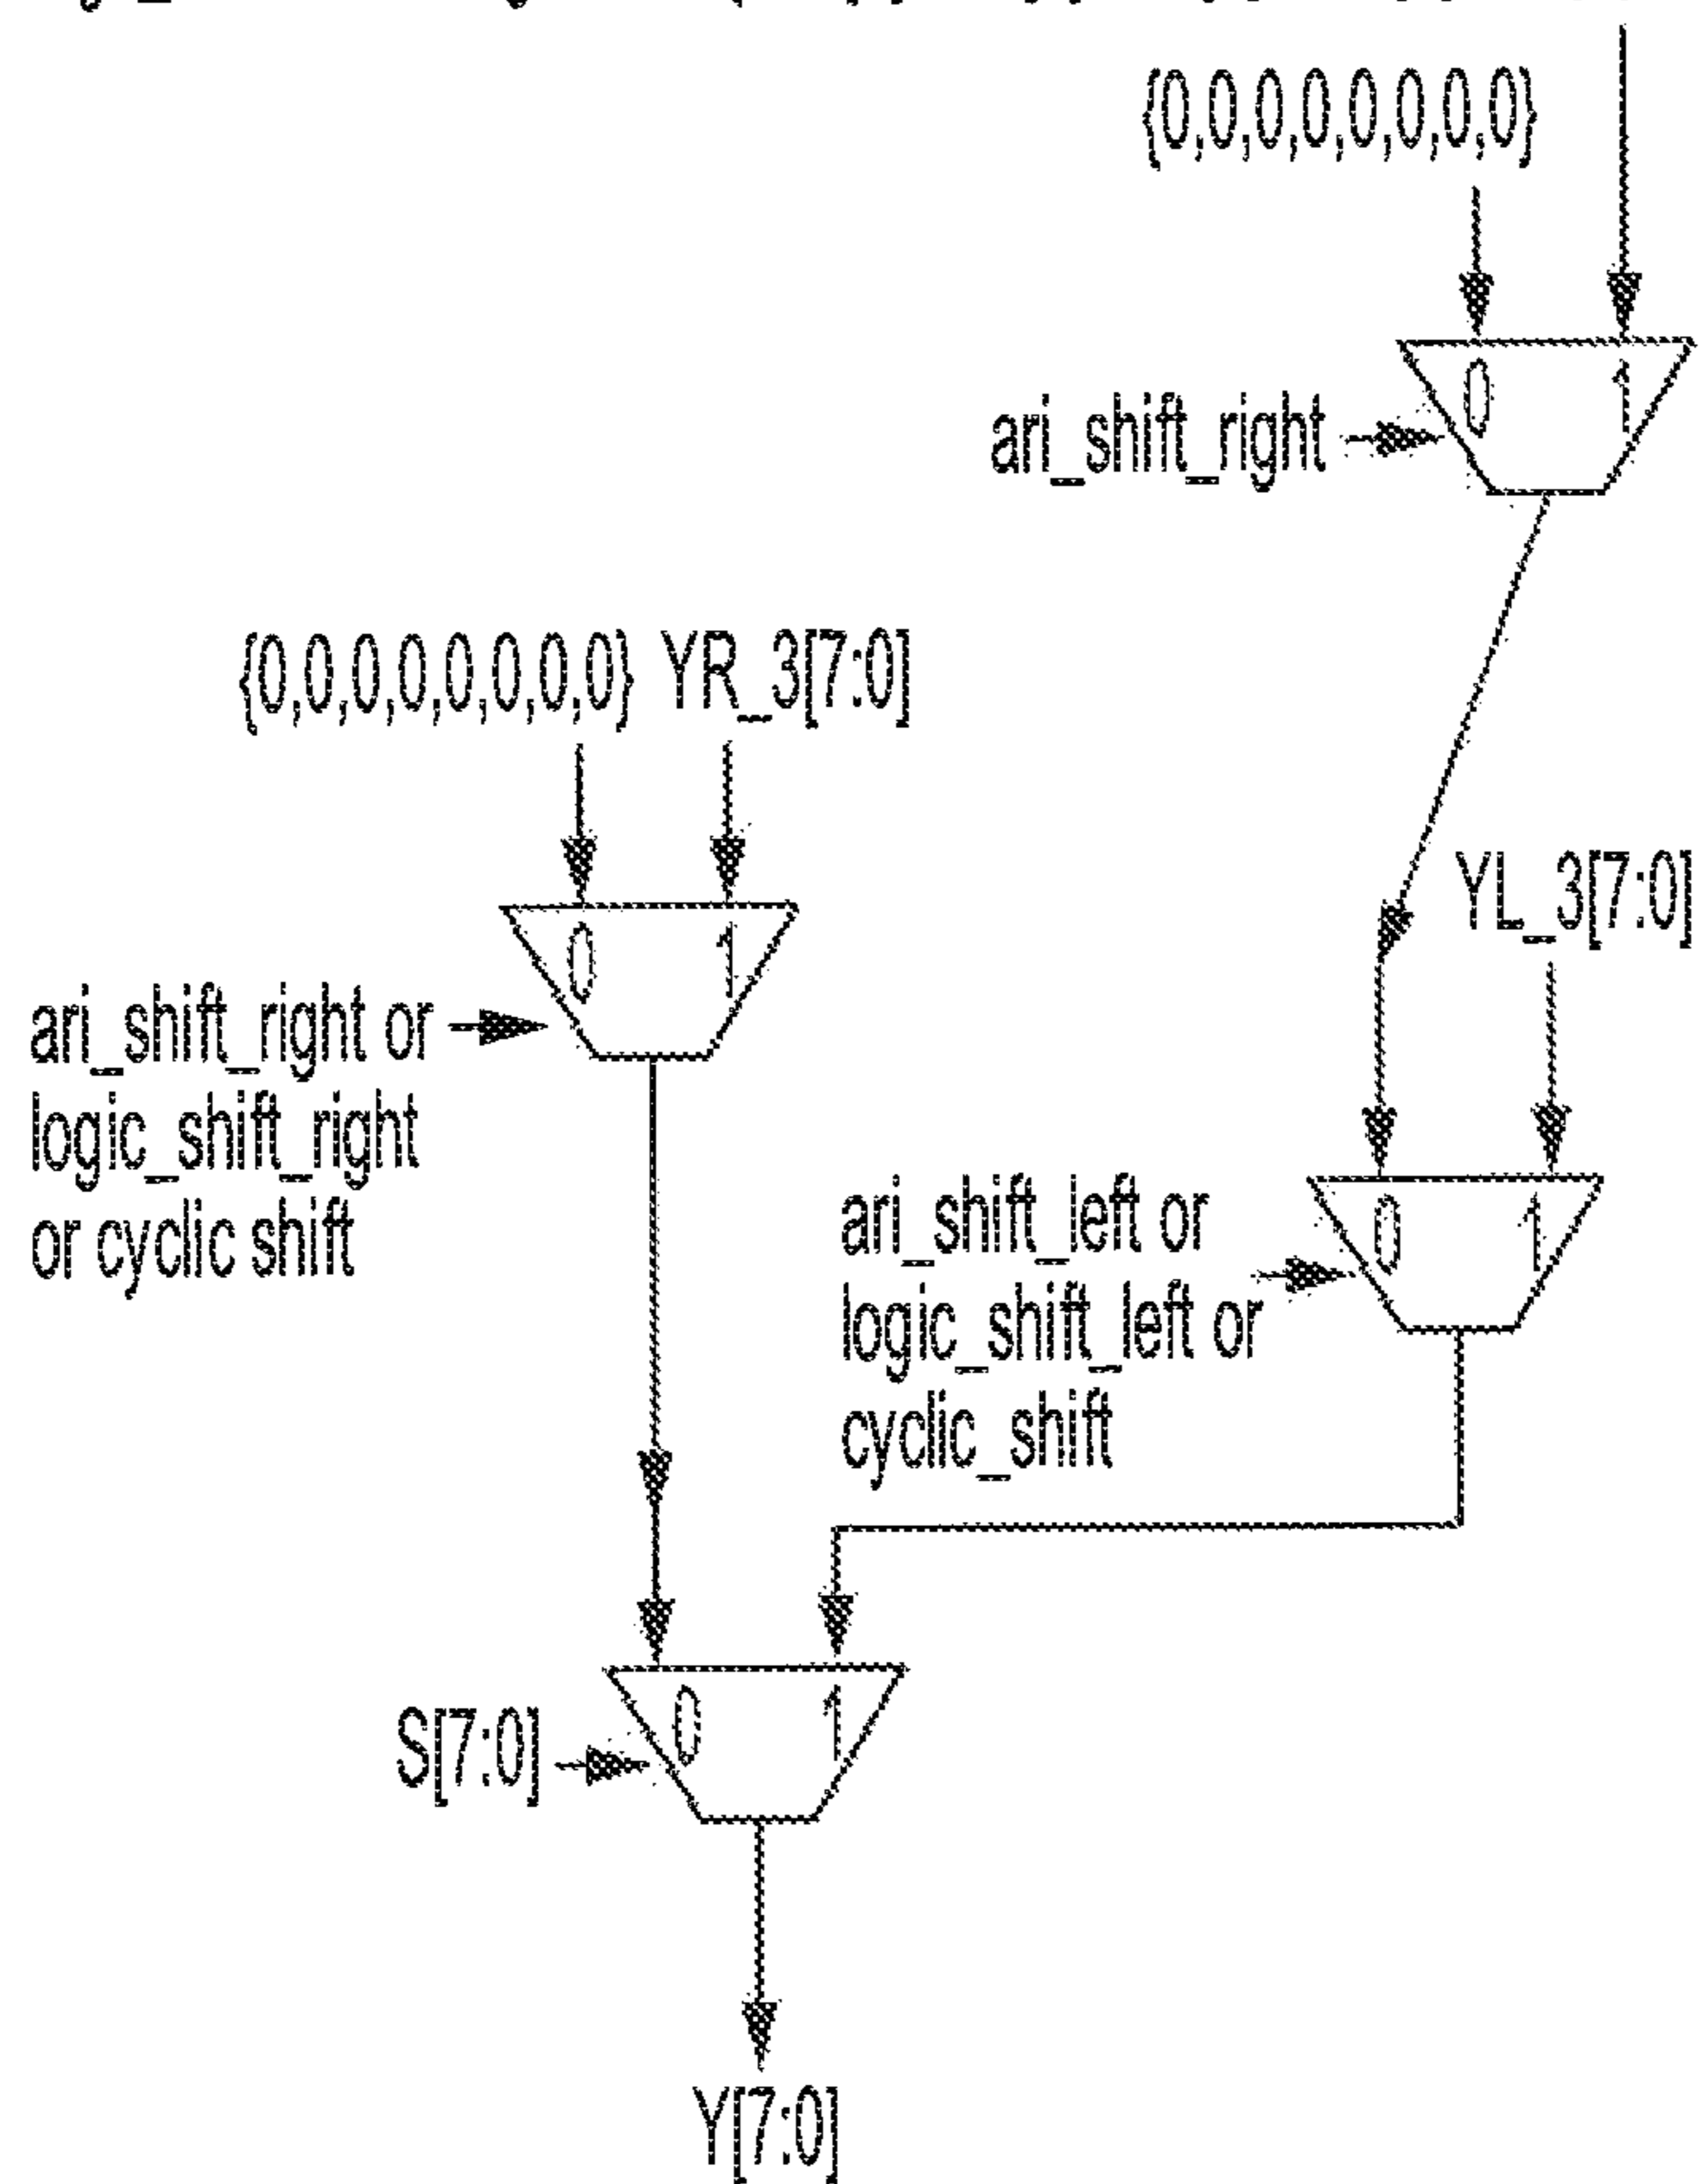 {0,0,0,0,0,0,0,0}
0 1
ari_shift_right
{0,0,0,0,0,0,0,0} YR_3[7:0]
YL_3[7:0]
0 1
ari_shift_right or
logic_shift_right
or cyclic shift
0 1
ari_shift_left or
logic_shift_left or
cyclic_shift
0 1
S[7:0]
Y[7:0]